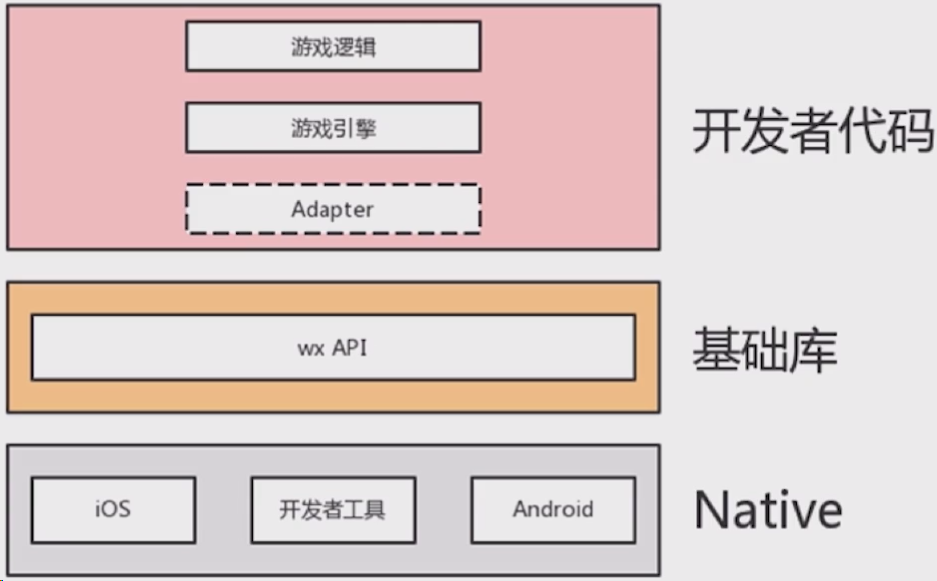 游戏逻辑
游戏引擎
Adapter
开发者代码
wx API
基础库
iOS
开发者工具
Android
Native